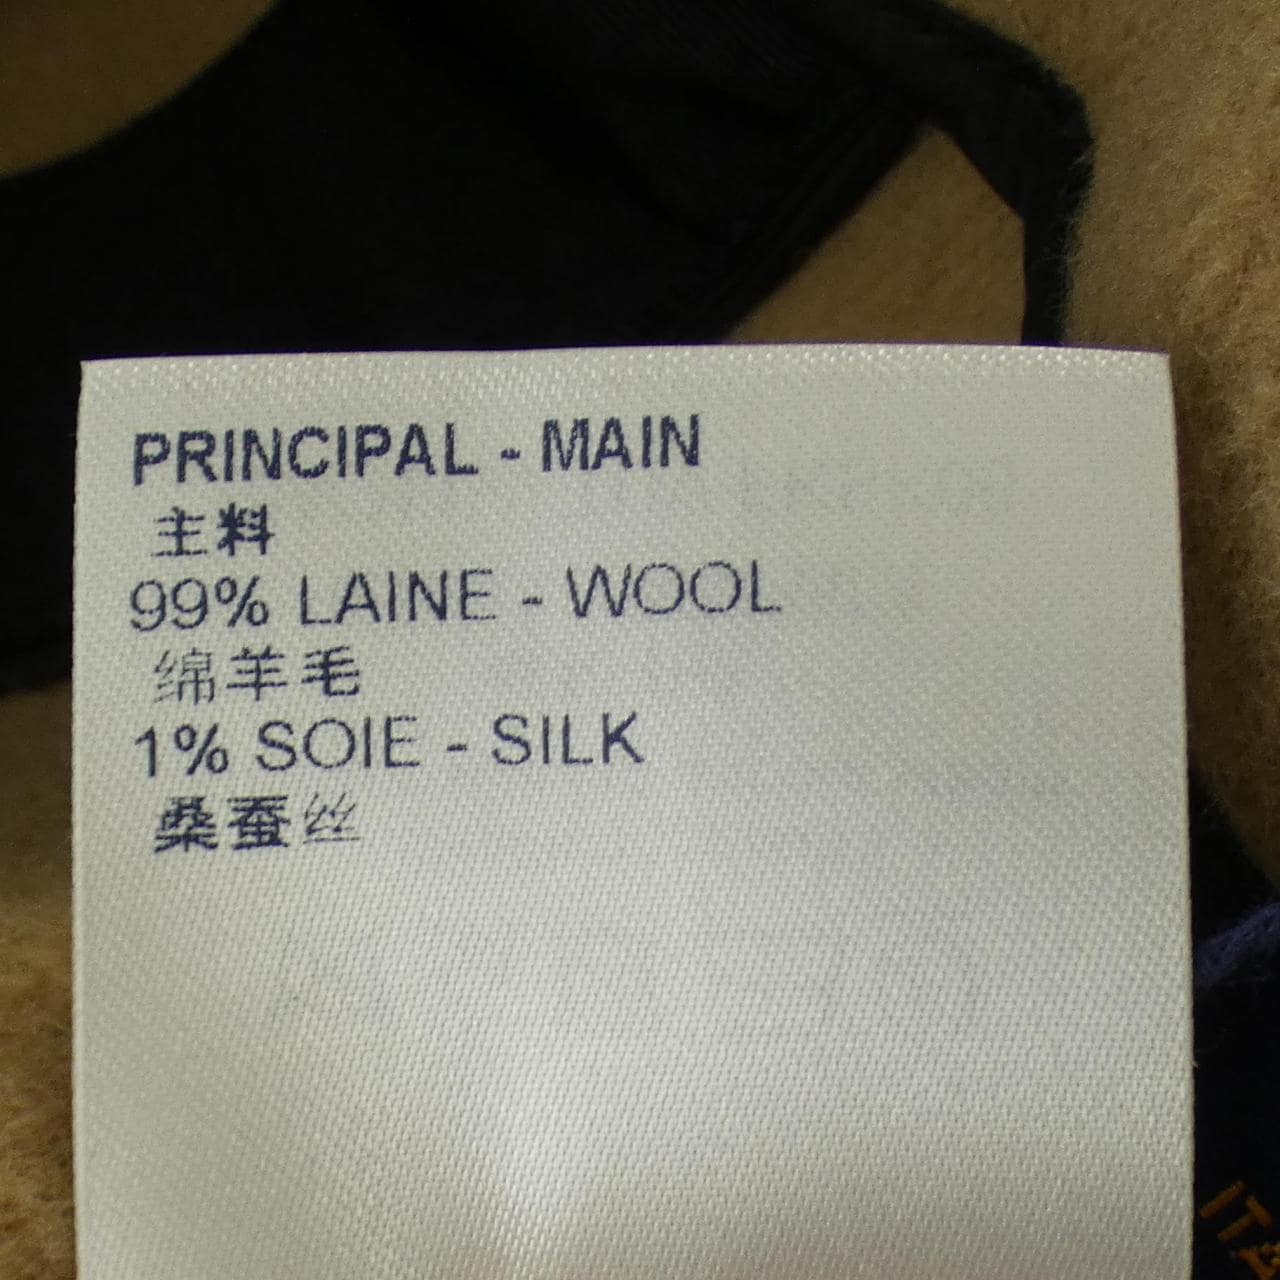 PRINCIPAL - MAIN
主料
99% LAINE - WOOL
绵羊毛
1% SOIE - SILK
桑蚕丝